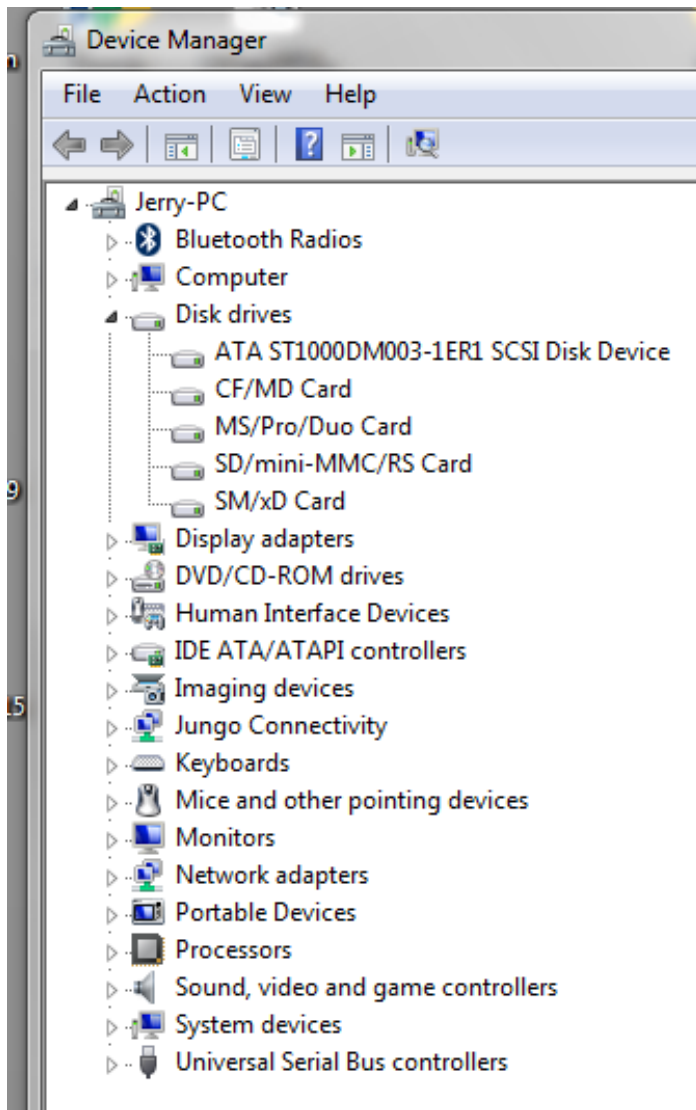 Device Manager
File Action View Help
Jerry-PC
Bluetooth Radios
Computer
Disk drives
ATA ST1000DM003-1ER1 SCSI Disk Device
CF/MD Card
MS/Pro/Duo Card
SD/mini-MMC/RS Card
SM/xD Card
9
Display adapters
DVD/CD-ROM drives
Human Interface Devices
IDE ATA/ATAPI controllers
Imaging devices
15
Jungo Connectivity
Keyboards
Mice and other pointing devices
Monitors
Network adapters
Portable Devices
Processors
Sound, video and game controllers
System devices
Universal Serial Bus controllers